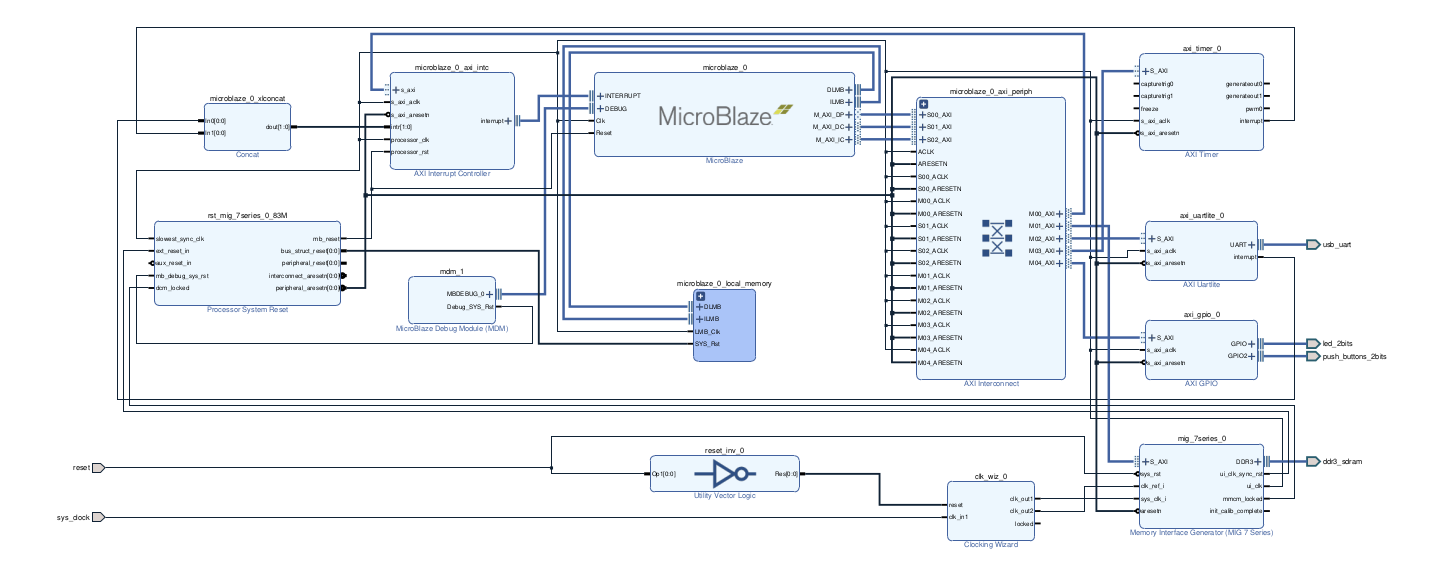 microblaze_0_xlconcat
In0[0:0]
In1[0:0]
dout[1:0]
Concat
microblaze_0_axi_intc
s_axi
s_axi_aclk
s_axi_aresetn
intr[1:0]
processor_clk
processor_rst
interrupt
AXI Interrupt Controller
microblaze_0
INTERRUPT
DEBUG
Clk
Reset
MicroBlaze
DLMB
ILMB
M_AXI_DP
M_AXI_DC
M_AXI_IC
MicroBlaze
microblaze_0_axi_periph
S00_AXI
S01_AXI
S02_AXI
ACLK
ARESETN
S00_ACLK
S00_ARESETN
M00_ACLK
M00_ARESETN
S01_ACLK
S01_ARESETN
S02_ACLK
S02_ARESETN
M01_ACLK
M01_ARESETN
M02_ACLK
M02_ARESETN
M03_ACLK
M03_ARESETN
M04_ACLK
M04_ARESETN
M00_AXI
M01_AXI
M02_AXI
M03_AXI
M04_AXI
AXI Interconnect
axi_timer_0
S_AXI
capturetrig0
capturetrig1
freeze
s_axi_aclk
s_axi_aresetn
generateout0
generateout1
pwm0
interrupt
AXI Timer
rst_mig_7series_0_83M
slowest_sync_clk
ext_reset_in
aux_reset_in
mb_debug_sys_rst
dcm_locked
mb_reset
bus_struct_reset[0:0]
peripheral_reset[0:0]
interconnect_aresetn[0:0]
peripheral_aresetn[0:0]
Processor System Reset
mdm_1
MBDEBUG_0
Debug_SYS_Rst
MicroBlaze Debug Module (MDM)
microblaze_0_local_memory
DLMB
ILMB
LMB_Clk
SYS_Rst
axi_uartlite_0
S_AXI
s_axi_aclk
s_axi_aresetn
UART
interrupt
AXI Uartlite
usb_uart
axi_gpio_0
S_AXI
s_axi_aclk
s_axi_aresetn
GPIO
GPIO2
AXI GPIO
led_2bits
push_buttons_2bits
reset
sys_clock
reset_inv_0
Op1[0:0]
Res[0:0]
Utility Vector Logic
clk_wiz_0
reset
clk_in1
clk_out1
clk_out2
locked
Clocking Wizard
mig_7series_0
S_AXI
sys_rst
clk_ref_i
sys_clk_i
aresetn
DDR3
ui_clk_sync_rst
ui_clk
mmcm_locked
init_calib_complete
Memory Interface Generator (MIG 7 Series)
ddr3_sdram